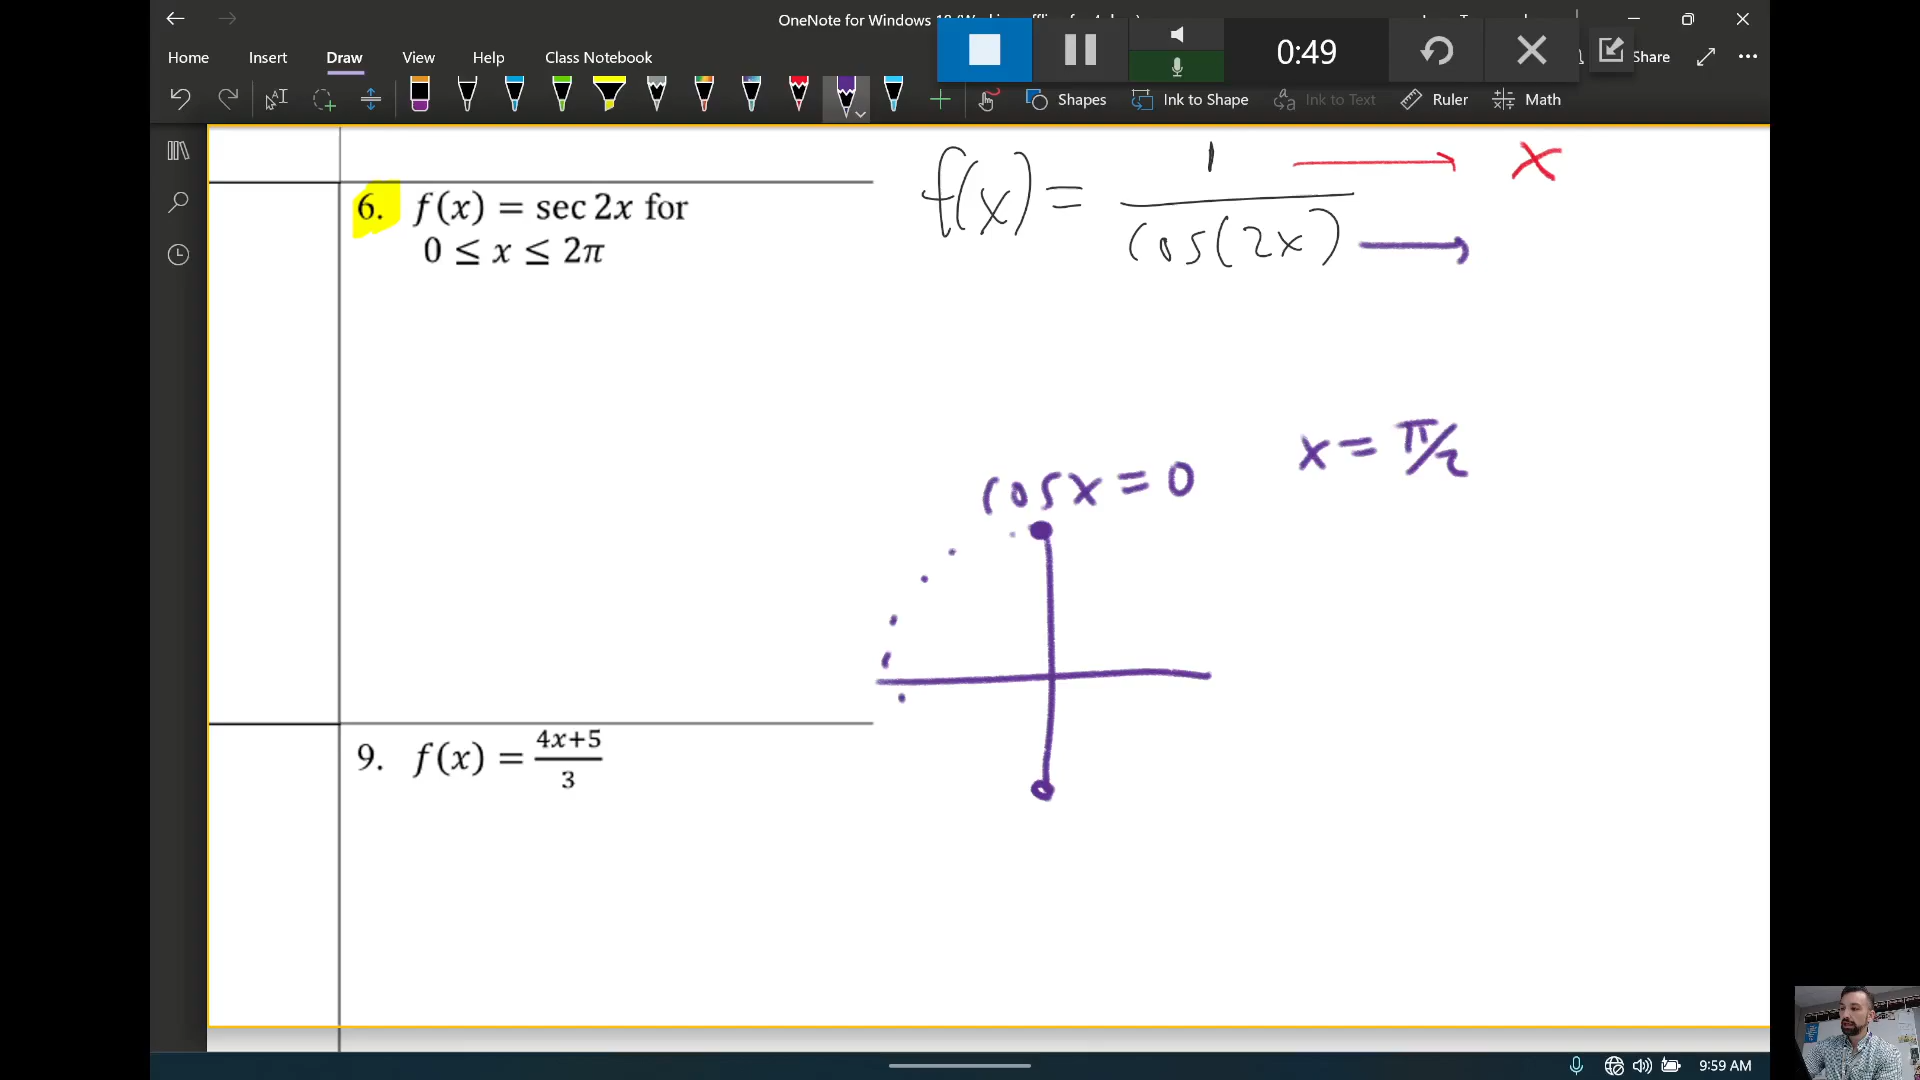 OneNote for Windows 10
0:49
Home Insert Draw View Help Class Notebook
Share
Shapes Ink to Shape Ink to Text Ruler Math
6. f(x) = sec 2x for
0 ≤ x ≤ 2π
f(x) = 1/cos(2x) → x
→
x = π/2
cosx = 0
9. f(x) = (4x+5)/3
9:59 AM